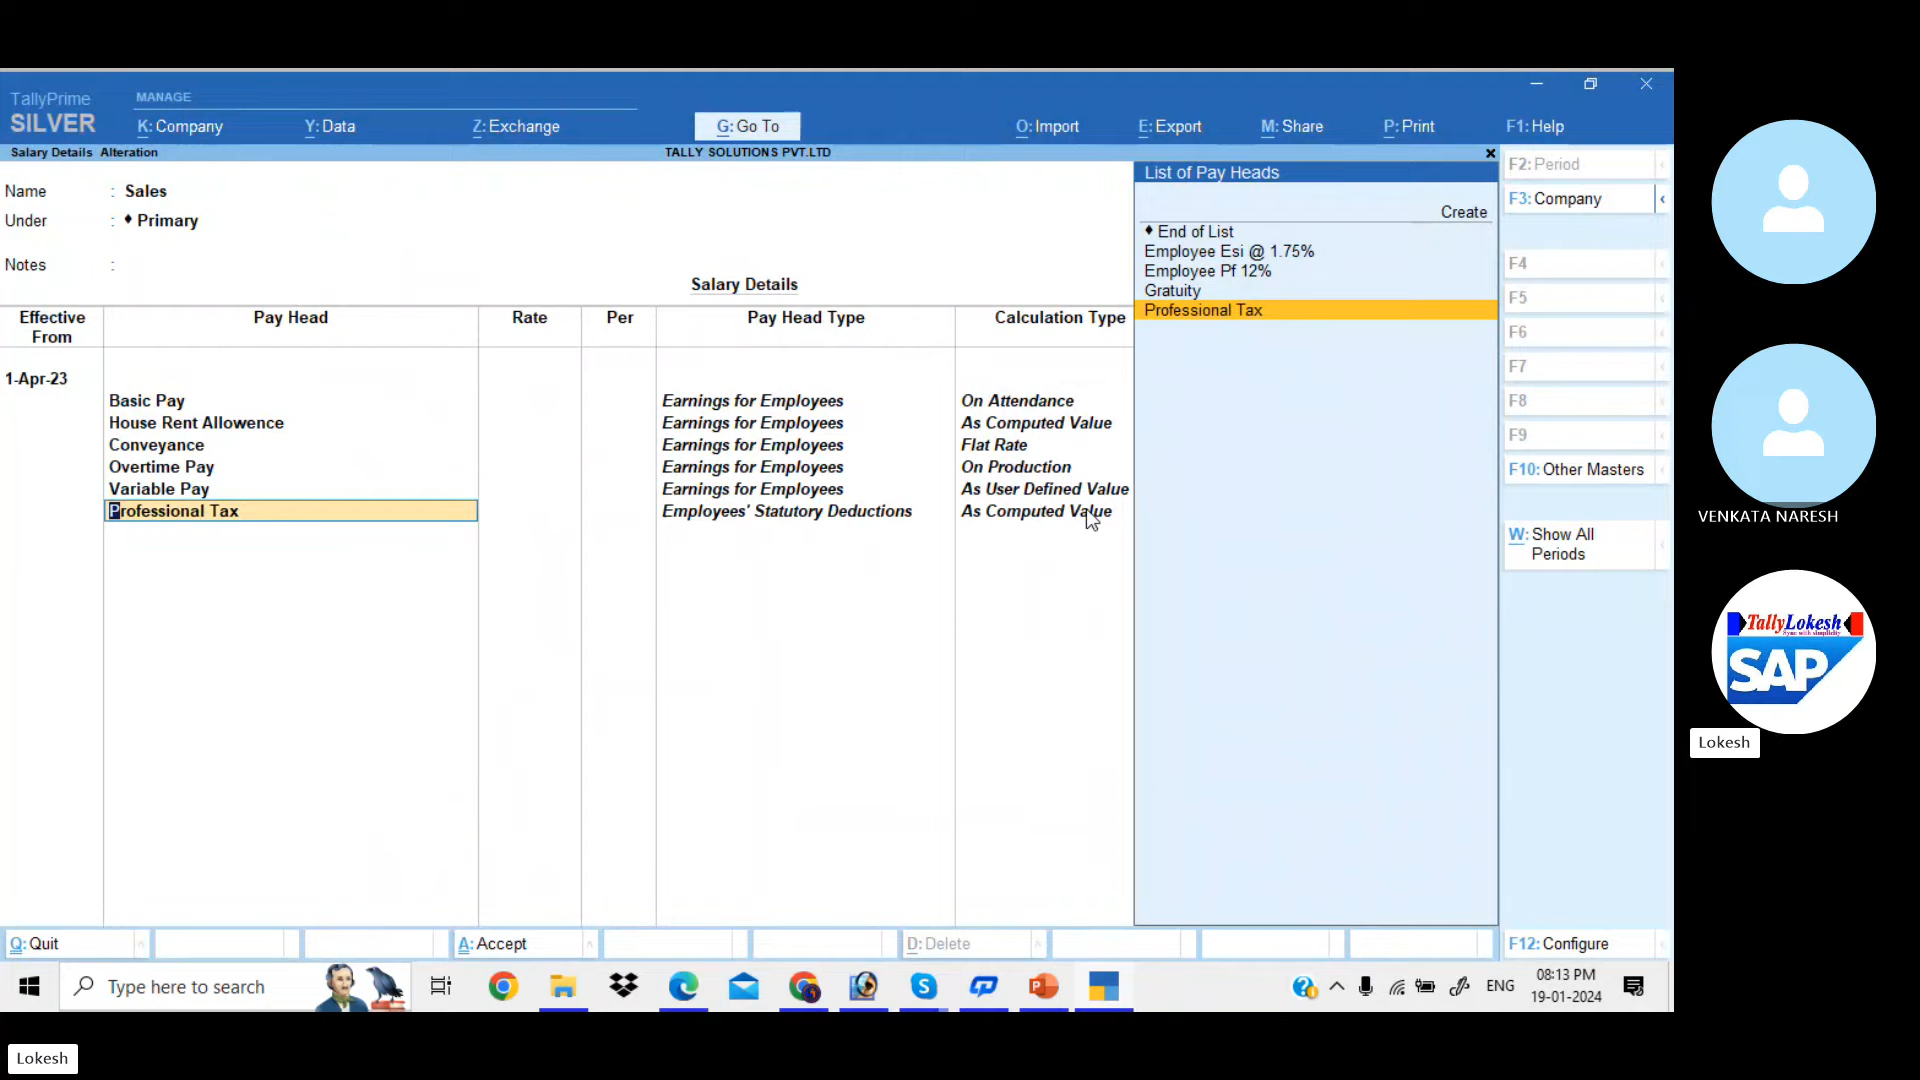 TallyPrime
SILVER
MANAGE
K: Company
Y: Data
Z: Exchange
G: Go To
O: Import
E: Export
M: Share
P: Print
F1: Help
Salary Details Alteration
TALLY SOLUTIONS PVT.LTD
Name : Sales
Under : ♦ Primary
Notes :
Salary Details
Effective From
Pay Head
Rate
Per
Pay Head Type
Calculation Type
1-Apr-23
Basic Pay Earnings for Employees On Attendance
House Rent Allowence Earnings for Employees As Computed Value
Conveyance Earnings for Employees Flat Rate
Overtime Pay Earnings for Employees On Production
Variable Pay Earnings for Employees As User Defined Value
Professional Tax Employees' Statutory Deductions As Computed Value
List of Pay Heads
Create
♦ End of List
Employee Esi @ 1.75%
Employee Pf 12%
Gratuity
Professional Tax
F2: Period
F3: Company
F4
F5
F6
F7
F8
F9
F10: Other Masters
W: Show All
Periods
F12: Configure
Q: Quit
A: Accept
D: Delete
Type here to search
ENG
08:13 PM
19-01-2024
VENKATA NARESH
TallyLokesh
Sync with simplicity
SAP
Lokesh
Lokesh